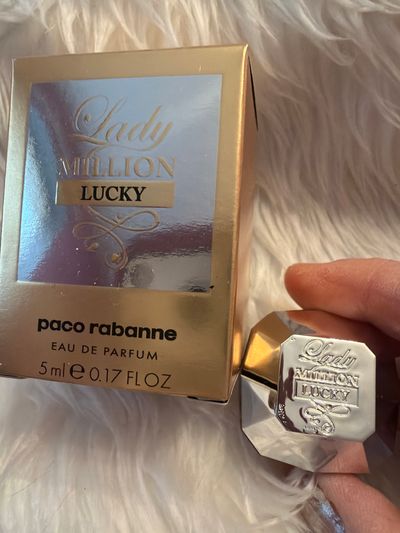 Lady
MILLION
LUCKY
paco rabanne
EAU DE PARFUM
5 ml e 0.17 FL OZ
Lady
MILLION
LUCKY